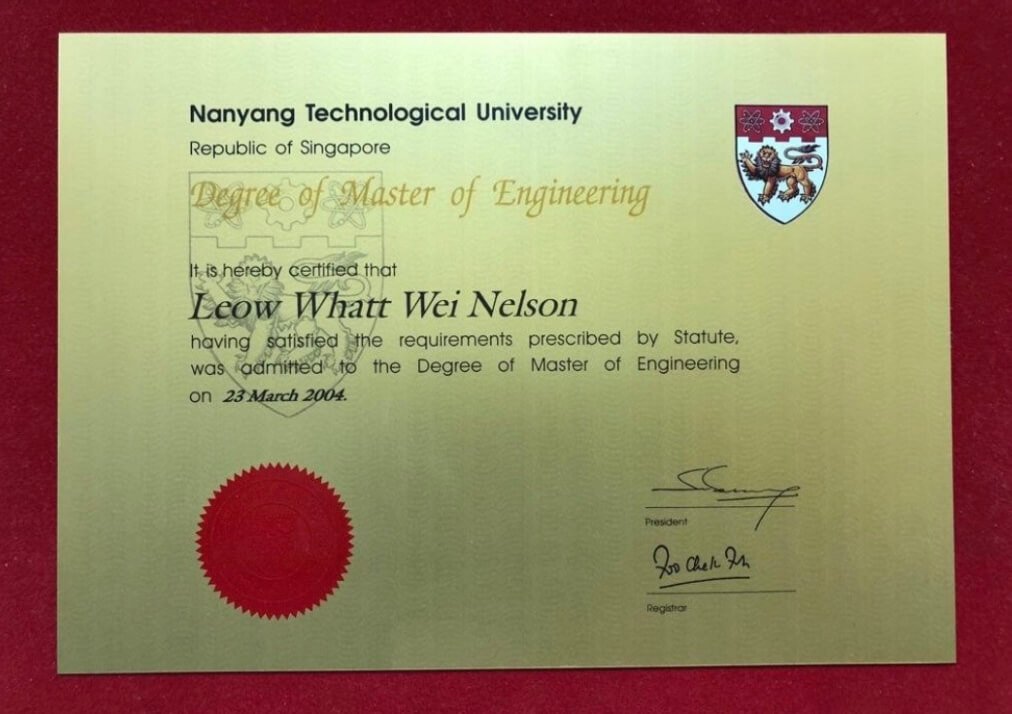 Nanyang Technological University
Republic of Singapore
Degree of Master of Engineering
It is hereby certified that
Leow Whatt Wei Nelson
having satisfied the requirements prescribed by Statute,
was admitted to the Degree of Master of Engineering
on 23 March 2004.
President
Registrar